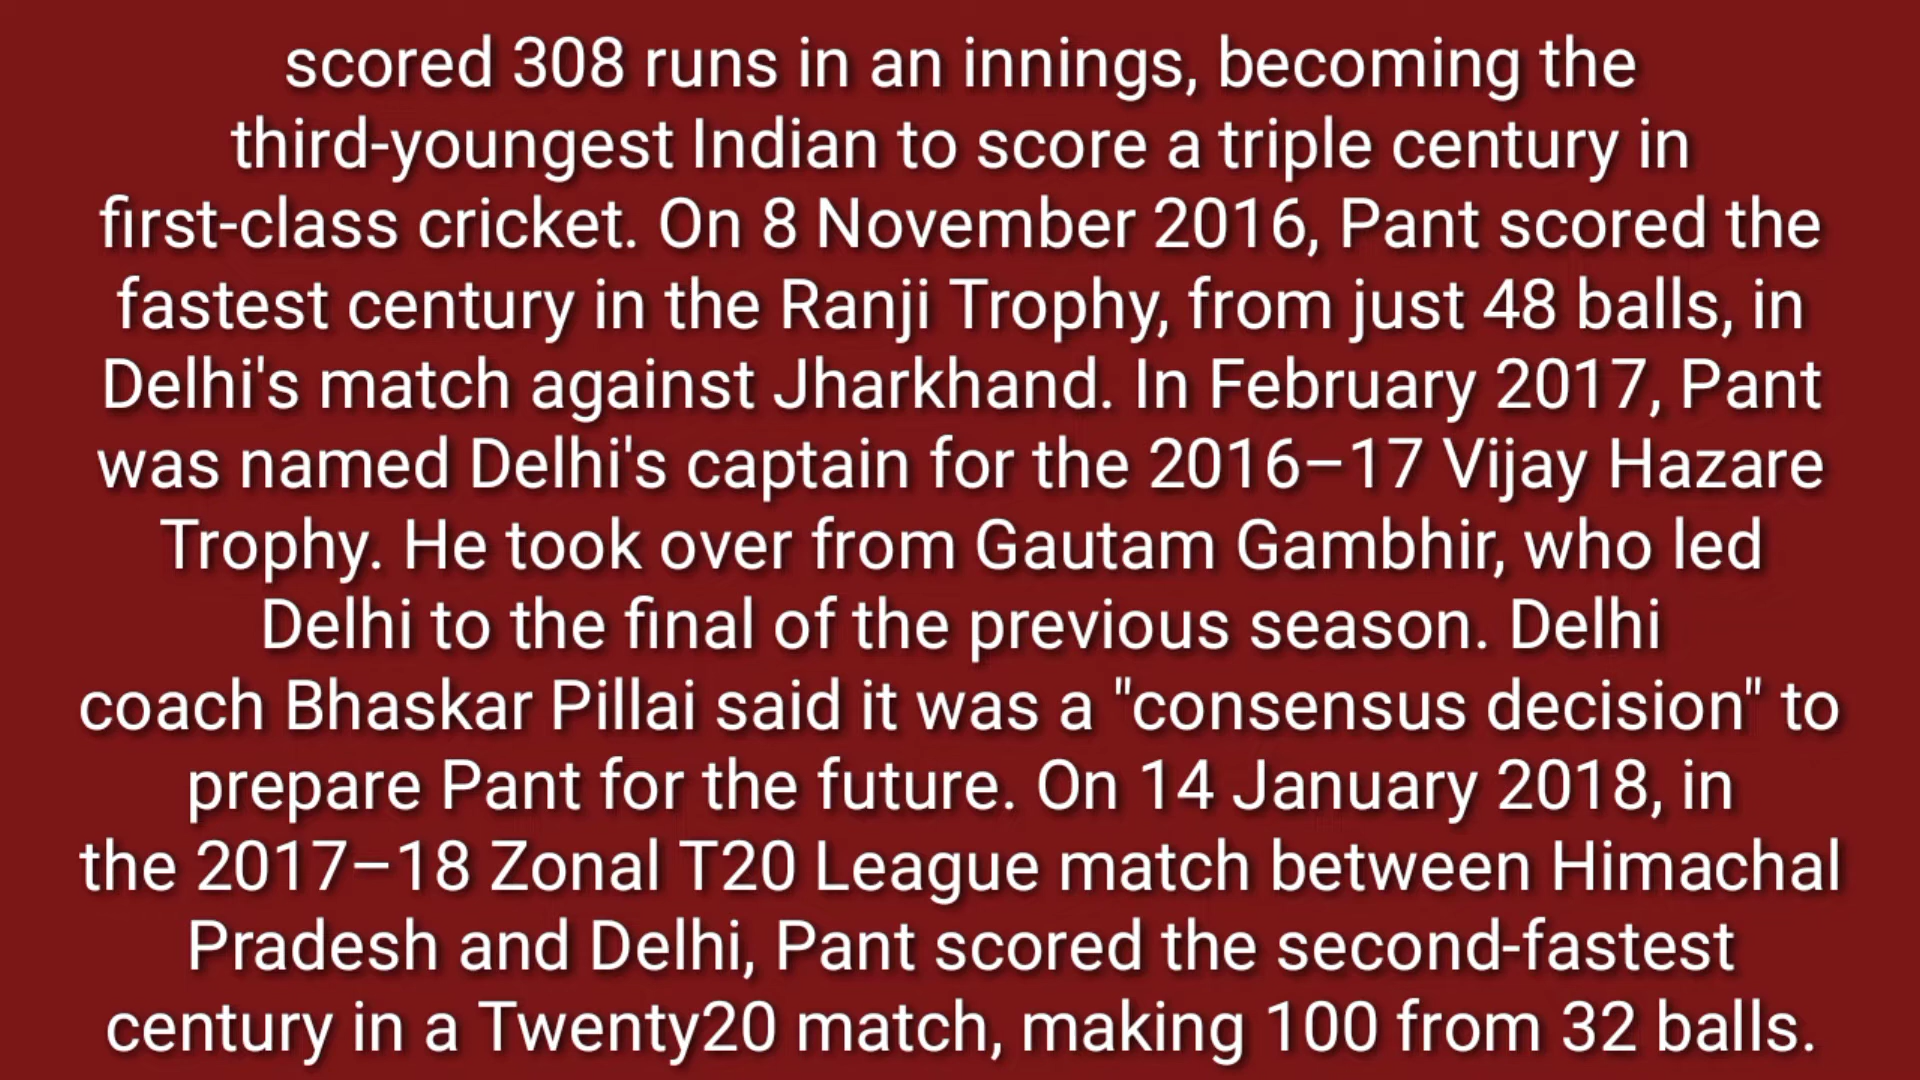 scored 308 runs in an innings, becoming the
third-youngest Indian to score a triple century in
first-class cricket. On 8 November 2016, Pant scored the
fastest century in the Ranji Trophy, from just 48 balls, in
Delhi's match against Jharkhand. In February 2017, Pant
was named Delhi's captain for the 2016–17 Vijay Hazare
Trophy. He took over from Gautam Gambhir, who led
Delhi to the final of the previous season. Delhi
coach Bhaskar Pillai said it was a "consensus decision" to
prepare Pant for the future. On 14 January 2018, in
the 2017–18 Zonal T20 League match between Himachal
Pradesh and Delhi, Pant scored the second-fastest
century in a Twenty20 match, making 100 from 32 balls.